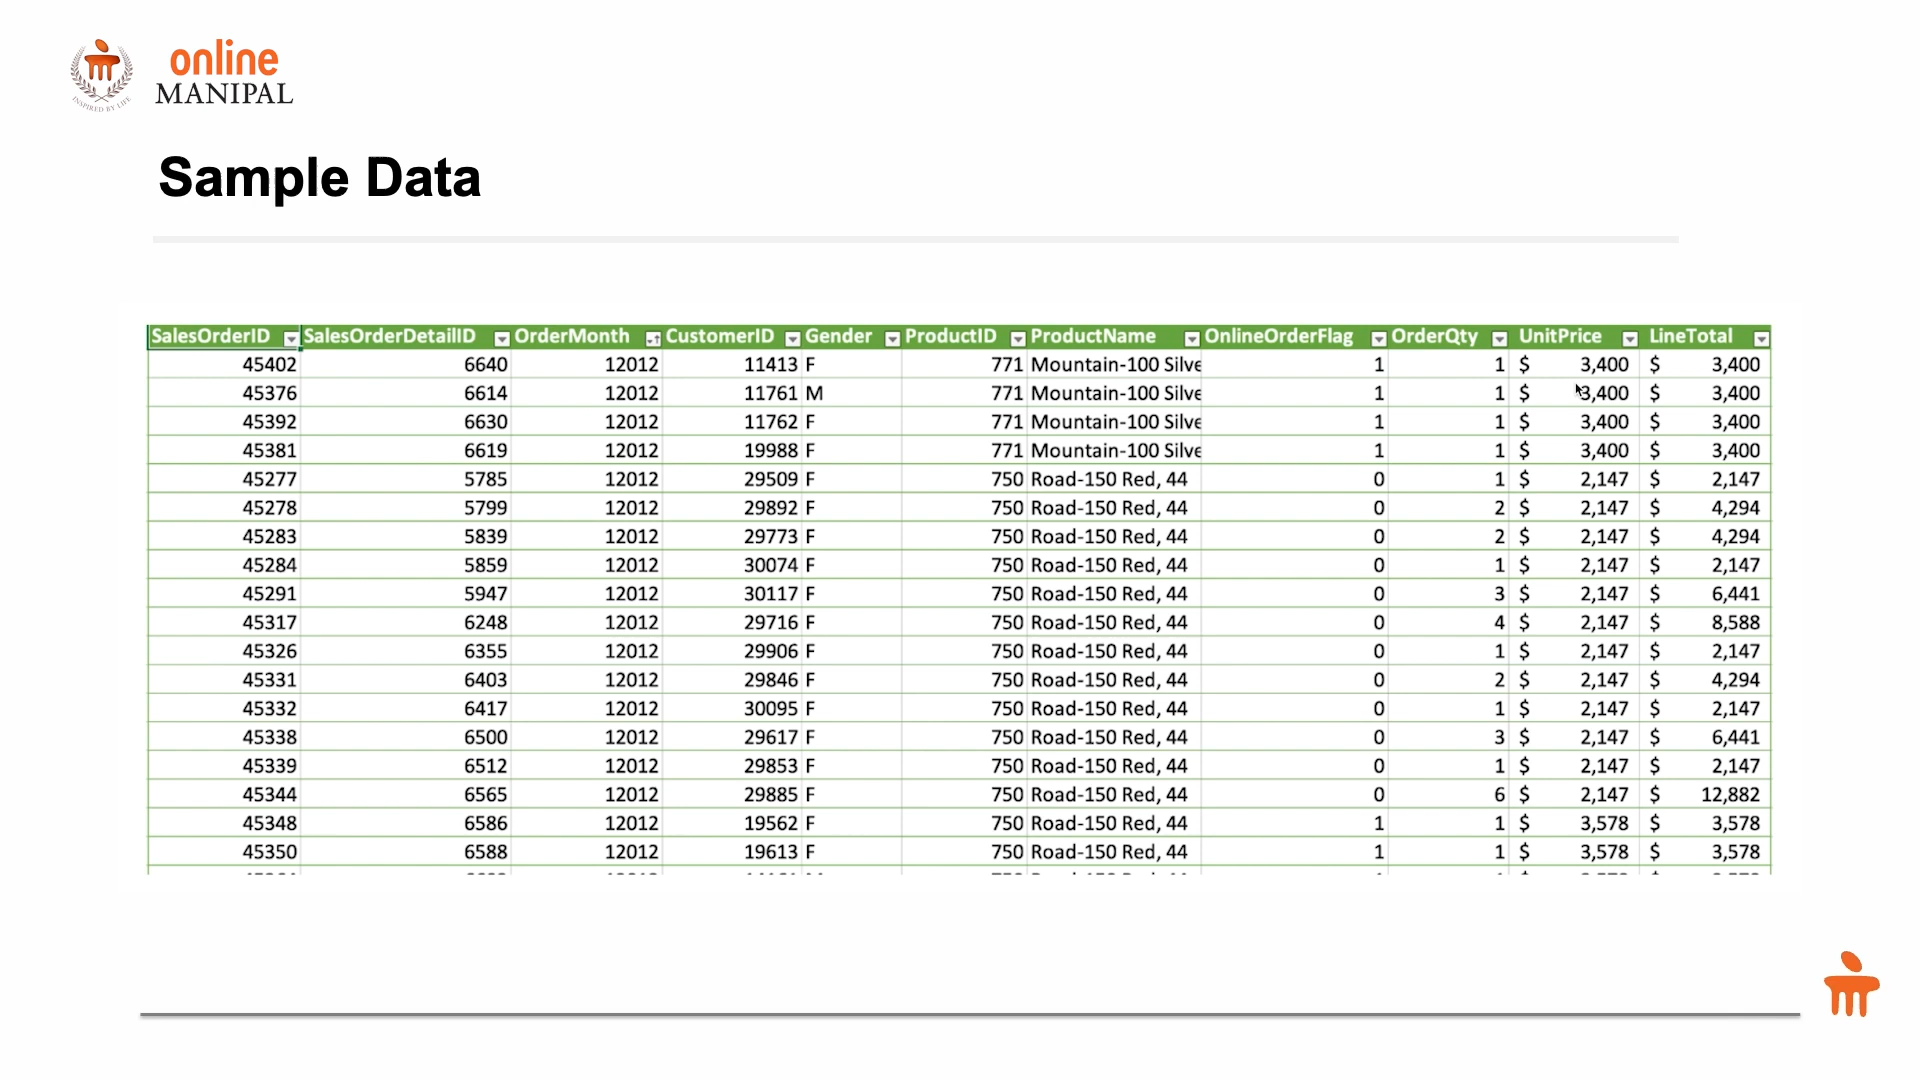 online
MANIPAL
INSPIRED BY LIFE
Sample Data
SalesOrderID SalesOrderDetailID OrderMonth CustomerID Gender ProductID ProductName OnlineOrderFlag OrderQty UnitPrice LineTotal
45402 6640 12012 11413 F 771 Mountain-100 Silve 1 1 $ 3,400 $ 3,400
45376 6614 12012 11761 M 771 Mountain-100 Silve 1 1 $ 3,400 $ 3,400
45392 6630 12012 11762 F 771 Mountain-100 Silve 1 1 $ 3,400 $ 3,400
45381 6619 12012 19988 F 771 Mountain-100 Silve 1 1 $ 3,400 $ 3,400
45277 5785 12012 29509 F 750 Road-150 Red, 44 0 1 $ 2,147 $ 2,147
45278 5799 12012 29892 F 750 Road-150 Red, 44 0 2 $ 2,147 $ 4,294
45283 5839 12012 29773 F 750 Road-150 Red, 44 0 2 $ 2,147 $ 4,294
45284 5859 12012 30074 F 750 Road-150 Red, 44 0 1 $ 2,147 $ 2,147
45291 5947 12012 30117 F 750 Road-150 Red, 44 0 3 $ 2,147 $ 6,441
45317 6248 12012 29716 F 750 Road-150 Red, 44 0 4 $ 2,147 $ 8,588
45326 6355 12012 29906 F 750 Road-150 Red, 44 0 1 $ 2,147 $ 2,147
45331 6403 12012 29846 F 750 Road-150 Red, 44 0 2 $ 2,147 $ 4,294
45332 6417 12012 30095 F 750 Road-150 Red, 44 0 1 $ 2,147 $ 2,147
45338 6500 12012 29617 F 750 Road-150 Red, 44 0 3 $ 2,147 $ 6,441
45339 6512 12012 29853 F 750 Road-150 Red, 44 0 1 $ 2,147 $ 2,147
45344 6565 12012 29885 F 750 Road-150 Red, 44 0 6 $ 2,147 $ 12,882
45348 6586 12012 19562 F 750 Road-150 Red, 44 1 1 $ 3,578 $ 3,578
45350 6588 12012 19613 F 750 Road-150 Red, 44 1 1 $ 3,578 $ 3,578